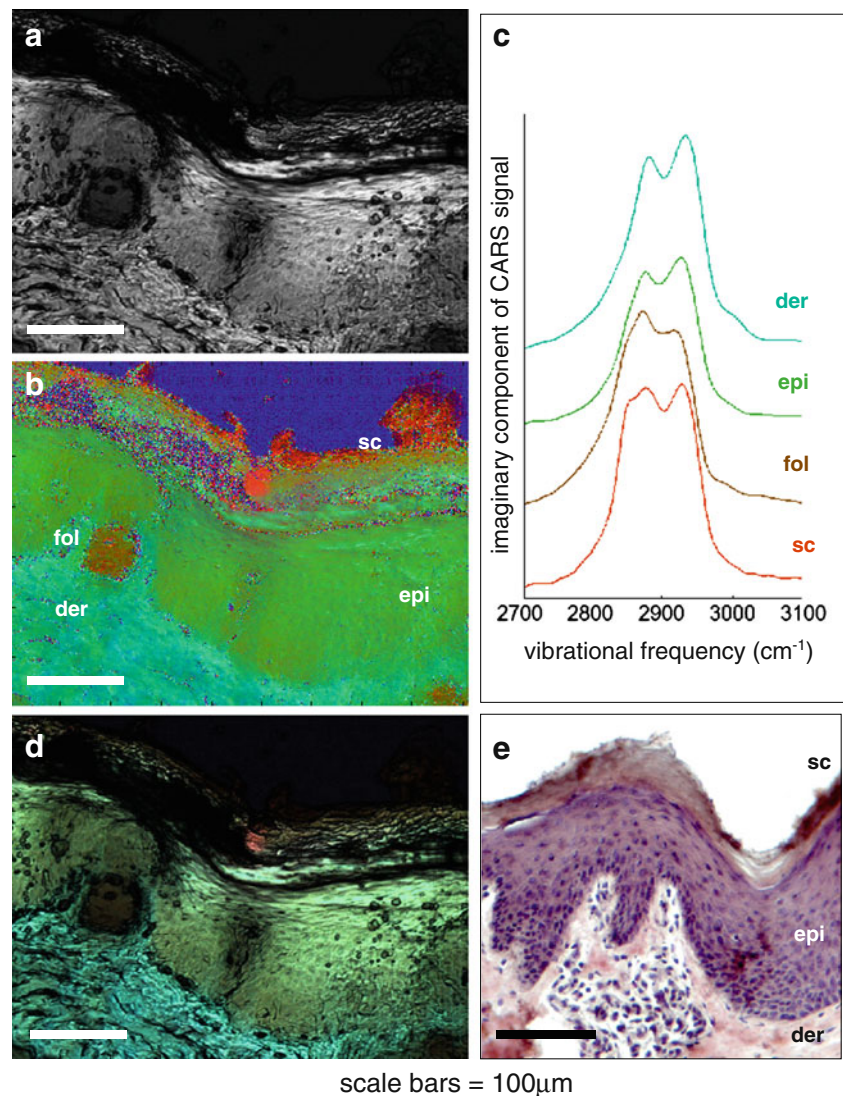 a
b
sc
fol
der
epi
c
imaginary component of CARS signal
der
epi
fol
sc
2700 2800 2900 3000 3100
vibrational frequency (cm⁻¹)
d
e
sc
epi
der
scale bars = 100μm